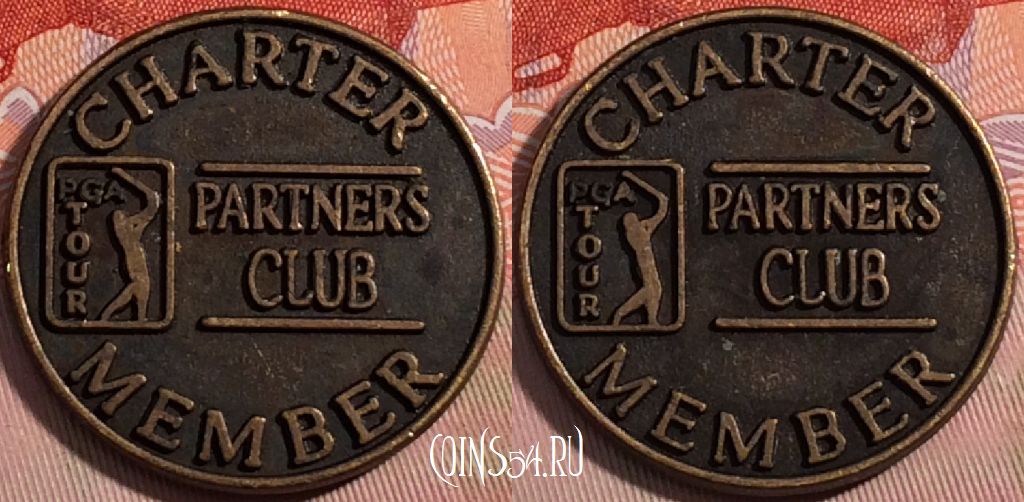 CHARTER
PGA TOUR
PARTNERS
CLUB
MEMBER
CHARTER
PGA TOUR
PARTNERS
CLUB
MEMBER
COINS54.RU